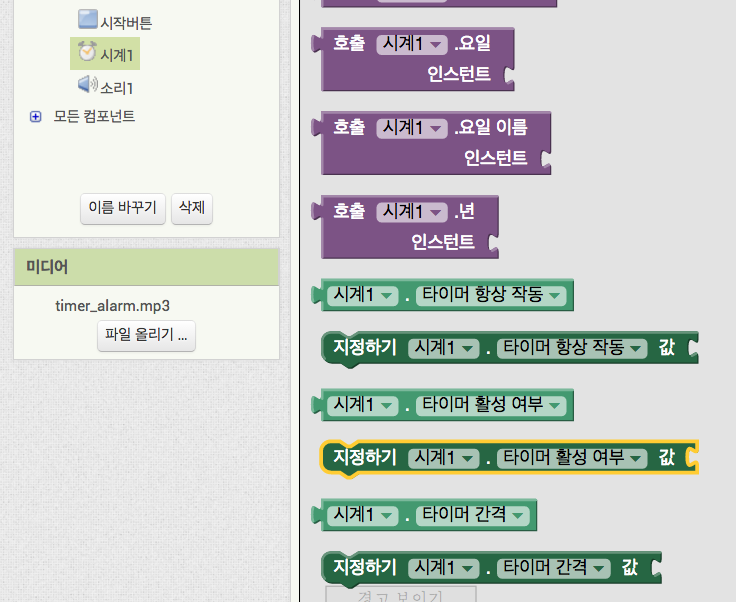 시작버튼
시계1
소리1
모든 컴포넌트
이름 바꾸기 삭제
미디어
timer_alarm.mp3
파일 올리기 ...
호출 시계1 .요일
인스턴트
호출 시계1 .요일 이름
인스턴트
호출 시계1 .년
인스턴트
시계1 . 타이머 항상 작동
지정하기 시계1 . 타이머 항상 작동 값
시계1 . 타이머 활성 여부
지정하기 시계1 . 타이머 활성 여부 값
시계1 . 타이머 간격
지정하기 시계1 . 타이머 간격 값
경고 보이기